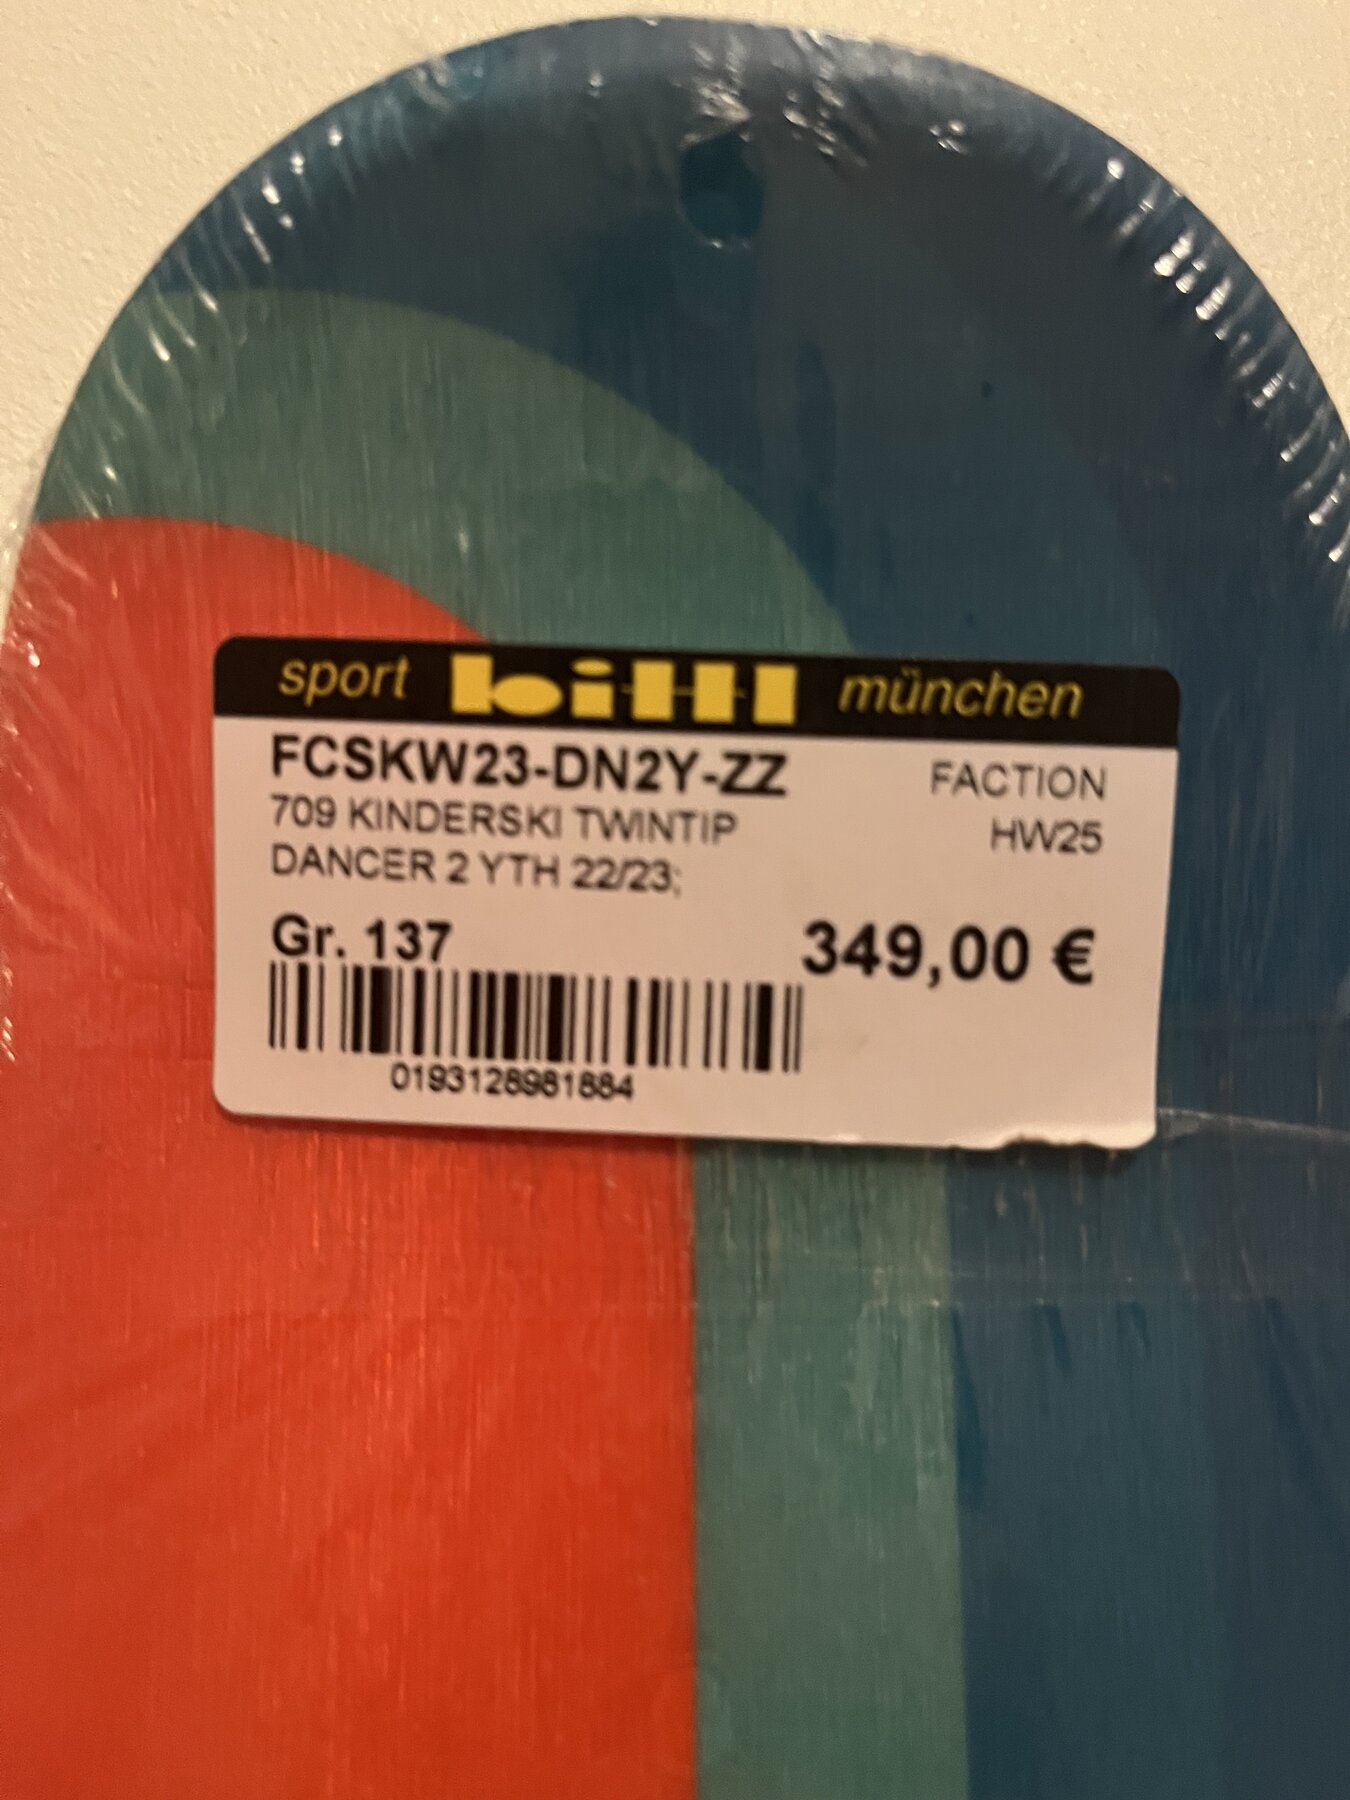 sport bittl münchen
FCSKW23-DN2Y-ZZ FACTION
709 KINDERSKI TWINTIP HW25
DANCER 2 YTH 22/23;
Gr. 137 349,00 €
0193128981884